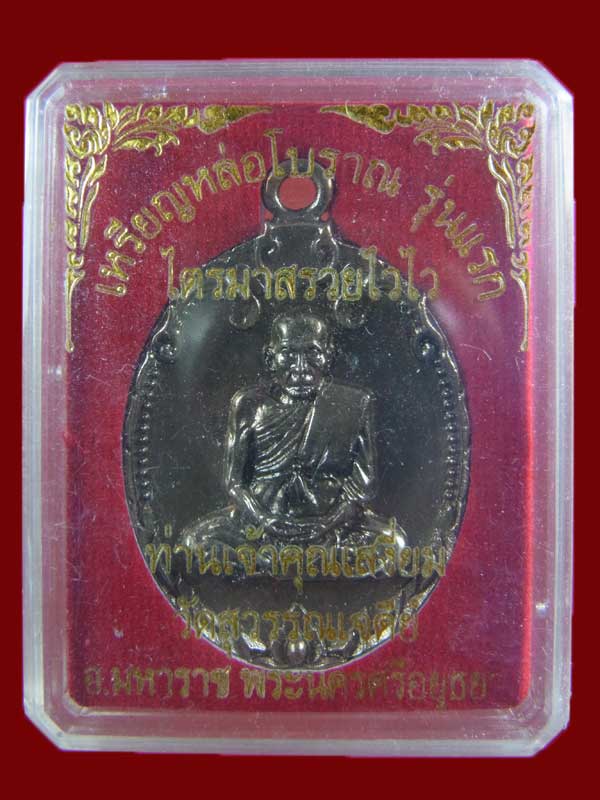 เหรียญหล่อโบราณ รุ่นแรก
ไตรมาสรวยไวไว
ท่านเจ้าคุณเสงี่ยม
วัดสุวรรณเจดีย์
อ.มหาราช พระนครศรีอยุธยา